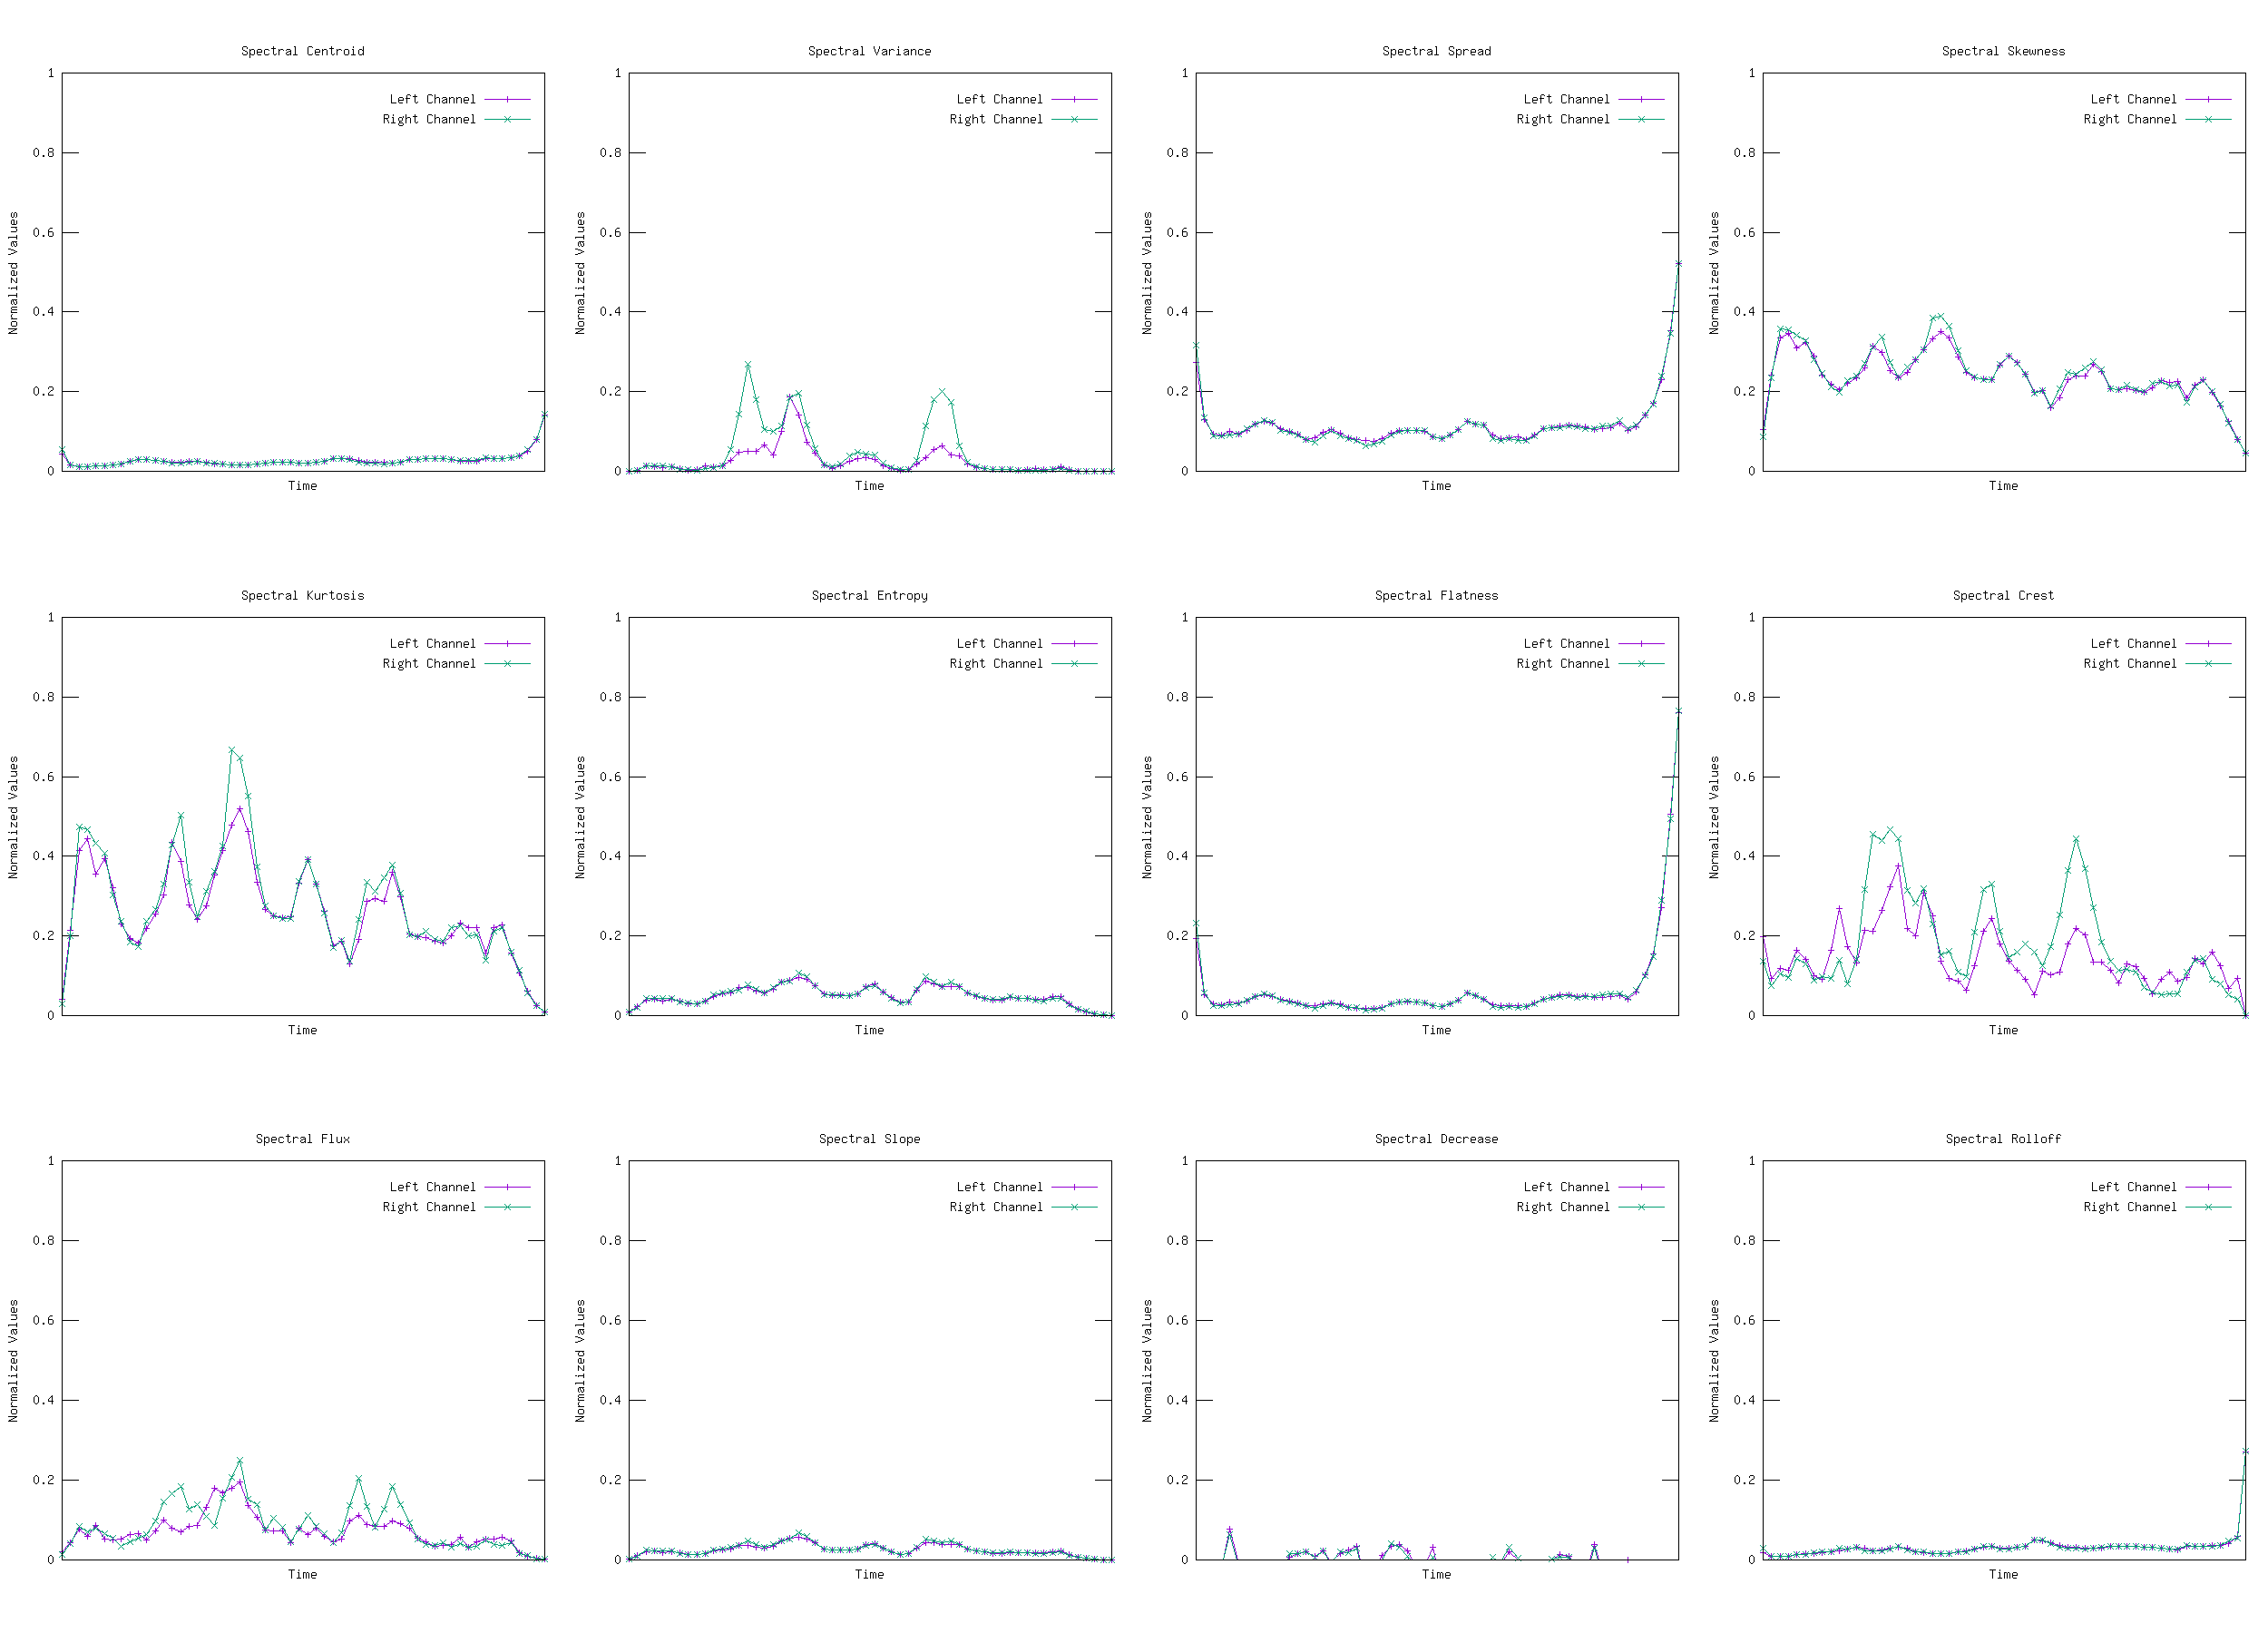 Spectral Centroid
1
0.8
0.6
0.4
0.2
0
Normalized Values
Time
Left Channel
Right Channel
Spectral Variance
1
0.8
0.6
0.4
0.2
0
Normalized Values
Time
Left Channel
Right Channel
Spectral Spread
1
0.8
0.6
0.4
0.2
0
Normalized Values
Time
Left Channel
Right Channel
Spectral Skewness
1
0.8
0.6
0.4
0.2
0
Normalized Values
Time
Left Channel
Right Channel
Spectral Kurtosis
1
0.8
0.6
0.4
0.2
0
Normalized Values
Time
Left Channel
Right Channel
Spectral Entropy
1
0.8
0.6
0.4
0.2
0
Normalized Values
Time
Left Channel
Right Channel
Spectral Flatness
1
0.8
0.6
0.4
0.2
0
Normalized Values
Time
Left Channel
Right Channel
Spectral Crest
1
0.8
0.6
0.4
0.2
0
Normalized Values
Time
Left Channel
Right Channel
Spectral Flux
1
0.8
0.6
0.4
0.2
0
Normalized Values
Time
Left Channel
Right Channel
Spectral Slope
1
0.8
0.6
0.4
0.2
0
Normalized Values
Time
Left Channel
Right Channel
Spectral Decrease
1
0.8
0.6
0.4
0.2
0
Normalized Values
Time
Left Channel
Right Channel
Spectral Rolloff
1
0.8
0.6
0.4
0.2
0
Normalized Values
Time
Left Channel
Right Channel